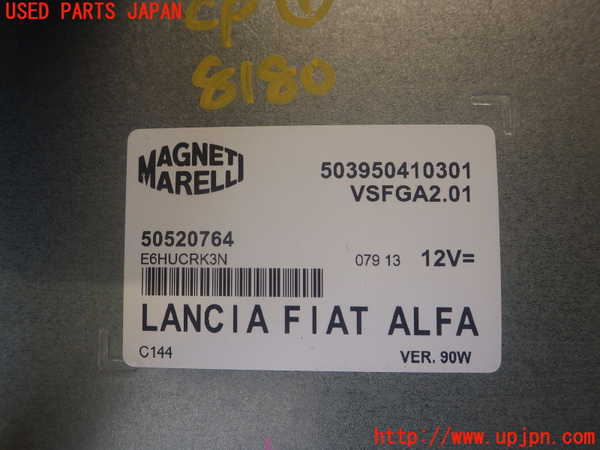 USED PARTS JAPAN
CP ①
8180
MAGNETI
MARELLI
503950410301
VSFGA2.01
50520764
E6HUCRK3N
079 13 12V=
LANCIA FIAT ALFA
C144
VER. 90W
http://www.upjpn.com/